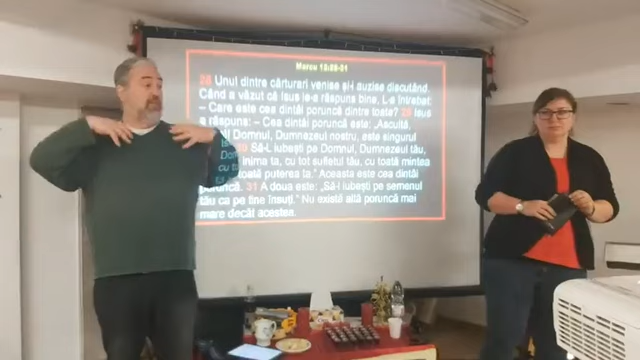 Marcu 12:28-31
28 Unul dintre cărturari venise și-i auzise discutând.
Când a văzut că Isus le-a răspuns bine, L-a întrebat:
– Care este cea dintâi poruncă dintre toate? 29 Isus
a răspuns: – Cea dintâi poruncă este: „Ascultă,
Domnul, Dumnezeul nostru, este singurul
Să-L iubești pe Domnul, Dumnezeul tău,
inima ta, cu tot sufletul tău, cu toată mintea
toată puterea ta.” Aceasta este cea dintâi
poruncă. 31 A doua este: „Să-l iubești pe semenul
tău ca pe tine însuți.” Nu există altă poruncă mai
mare decât acestea.